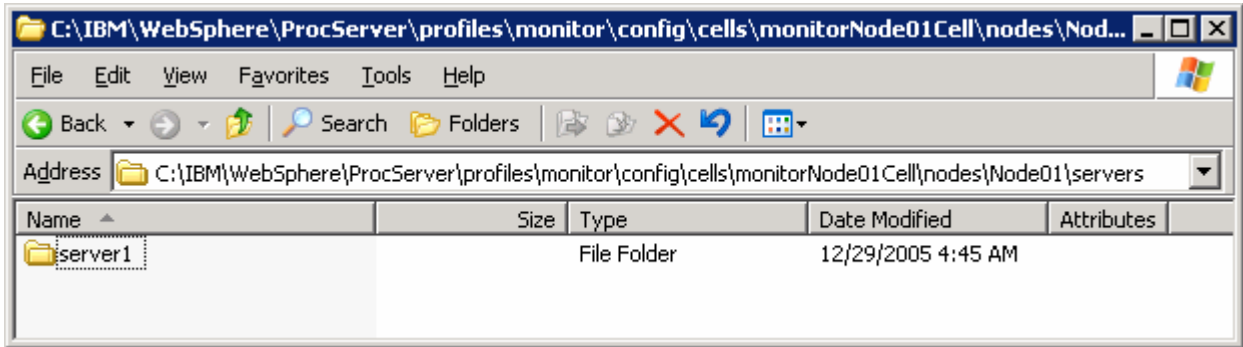 C:\IBM\WebSphere\ProcServer\profiles\monitor\config\cells\monitorNode01Cell\nodes\Nod...
File Edit View Favorites Tools Help
Back Search Folders
Address C:\IBM\WebSphere\ProcServer\profiles\monitor\config\cells\monitorNode01Cell\nodes\Node01\servers
Name Size Type Date Modified Attributes
server1 File Folder 12/29/2005 4:45 AM